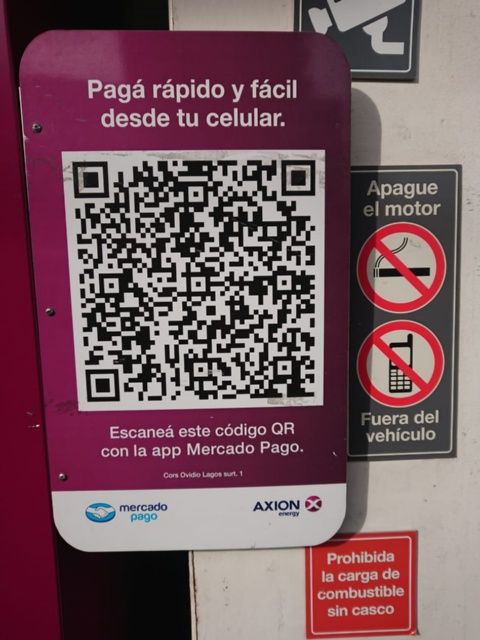 Pagá rápido y fácil
desde tu celular.
Escaneá este código QR
con la app Mercado Pago.
Cors Ovidio Lagos surt. 1
mercado
pago
AXION
energy
Apague
el motor
Fuera del
vehículo
Prohibida
la carga de
combustible
sin casco